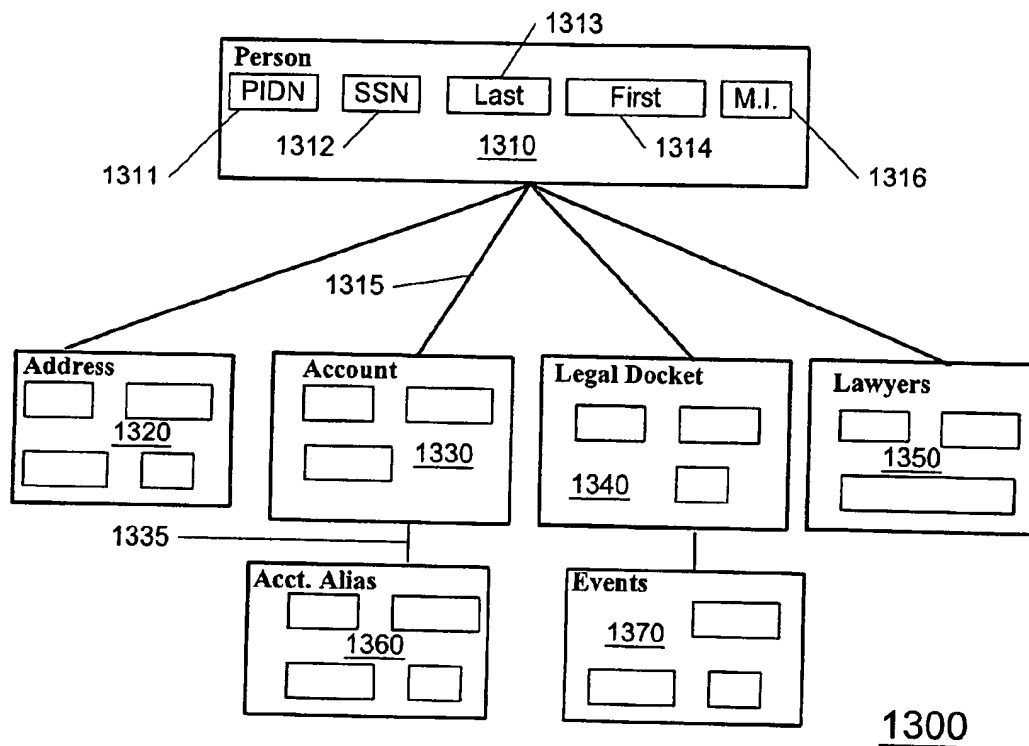 1313
Person
PIDN SSN Last First M.I.
1311 1312 1310 1314 1316
1315
Address Account Legal Docket Lawyers
1320 1330 1340 1350
1335
Acct. Alias Events
1360 1370
1300